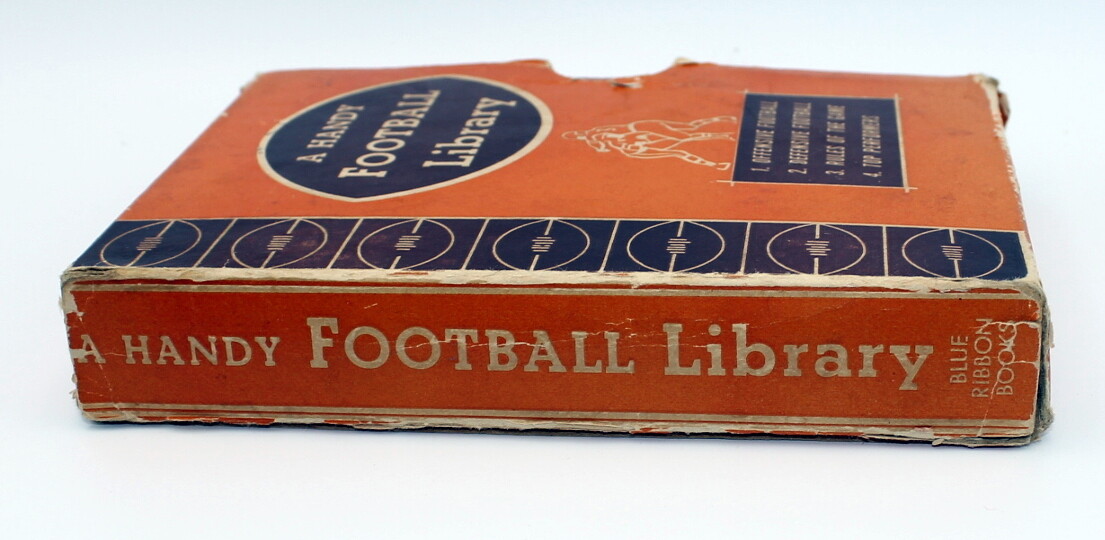 A HANDY
FOOTBALL
Library
1. OFFENSIVE FOOTBALL
2. DEFENSIVE FOOTBALL
3. RULES OF THE GAME
4. TOP PERFORMERS
A HANDY FOOTBALL Library
BLUE
RIBBON
BOOKS